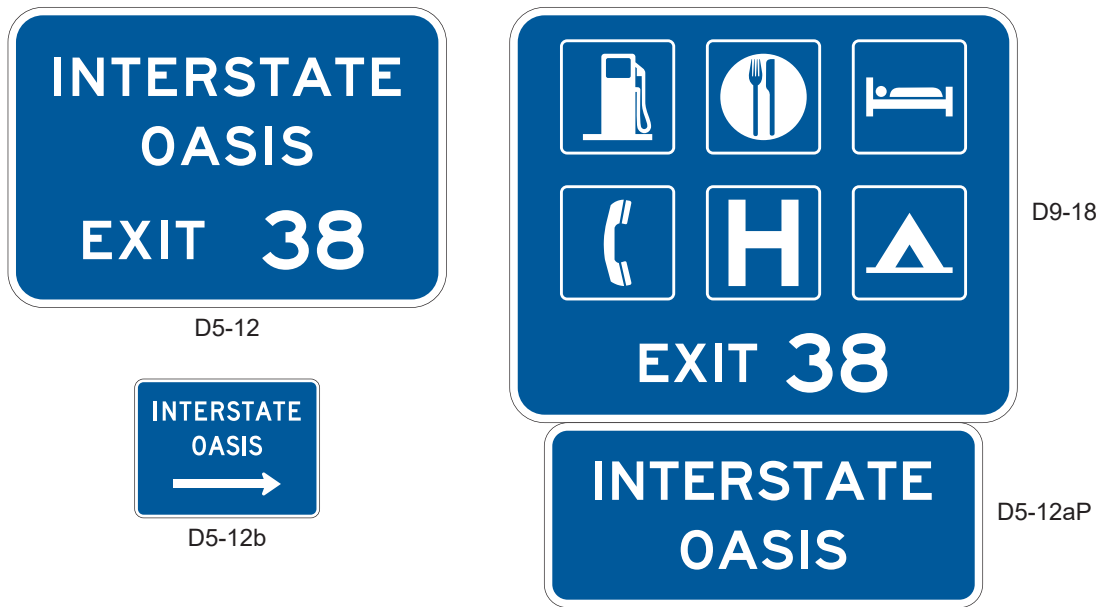 INTERSTATE
OASIS
EXIT 38
D5-12
INTERSTATE
OASIS
D5-12b
H
EXIT 38
D9-18
INTERSTATE
OASIS
D5-12aP